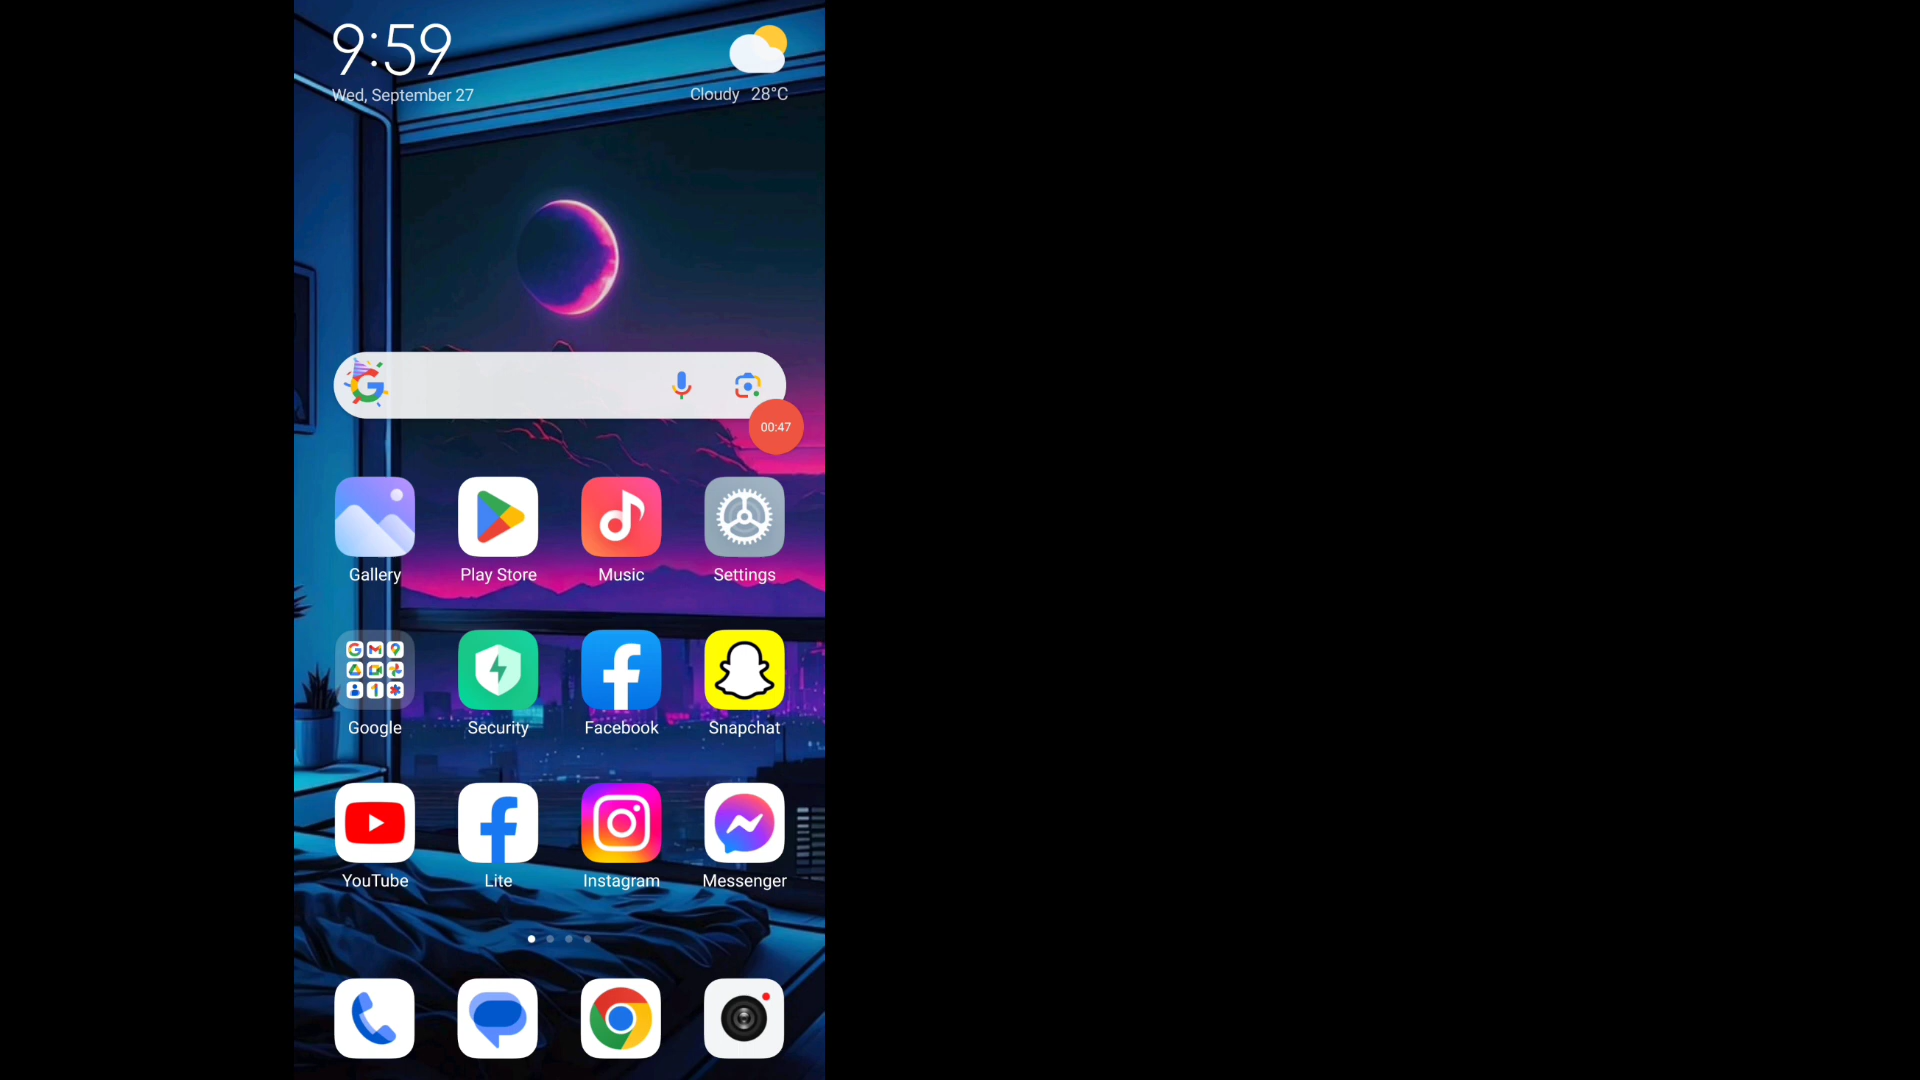 9:59
Wed, September 27
Cloudy 28°C
00:47
Gallery
Play Store
Music
Settings
Google
Security
Facebook
Snapchat
YouTube
Lite
Instagram
Messenger